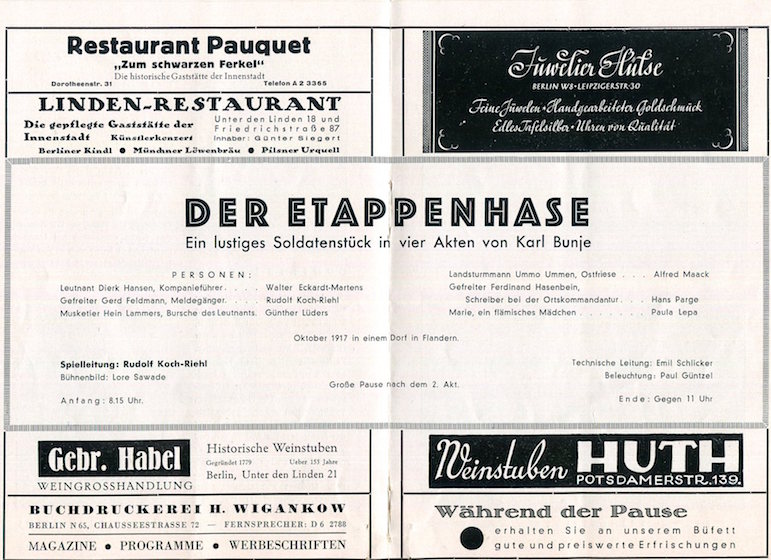 Restaurant Pauquet
„Zum schwarzen Ferkel"
Die historische Gaststätte der Innenstadt
Dorotheenstr. 31 Telefon A 2 3365
LINDEN-RESTAURANT
Die gepflegte Gaststätte der Unter den Linden 18 und
Innenstadt Künstlerkonzert Friedrichstraße 87
Inhaber: Günter Siegert
Berliner Kindl ● Münchner Löwenbräu ● Pilsner Urquell
Juwelier Hülse
BERLIN W8 · LEIPZIGERSTR · 30
Feine Juwelen · Handgearbeiteter Goldschmuck
Edles Tafelsilber · Uhren von Qualität
DER ETAPPENHASE
Ein lustiges Soldatenstück in vier Akten von Karl Bunje
PERSONEN:
Leutnant Dierk Hansen, Kompanieführer . . . . Walter Eckardt-Martens
Gefreiter Gerd Feldmann, Meldegänger. . . . . Rudolf Koch-Riehl
Musketier Hein Lammers, Bursche des Leutnants. Günther Lüders
Landsturmmann Ummo Ummen, Ostfriese . . . Alfred Maack
Gefreiter Ferdinand Hasenbein,
Schreiber bei der Ortskommandantur. . . Hans Parge
Marie, ein flämisches Mädchen . . . . . . . Paula Lepa
Oktober 1917 in einem Dorf in Flandern.
Spielleitung: Rudolf Koch-Riehl
Bühnenbild: Lore Sawade
Technische Leitung: Emil Schlicker
Beleuchtung: Paul Güntzel
Große Pause nach dem 2. Akt.
Anfang: 8.15 Uhr.
Ende: Gegen 11 Uhr
Gebr. Habel
WEINGROSSHANDLUNG
Historische Weinstuben
Gegründet 1779 Ueber 155 Jahre
Berlin, Unter den Linden 21
BUCHDRUCKEREI H. WIGANKOW
BERLIN N 65, CHAUSSEESTRASSE 72 — FERNSPRECHER: D 6 2788
MAGAZINE ● PROGRAMME ● WERBESCHRIFTEN
Weinstuben HUTH
POTSDAMERSTR. 139.
Während der Pause
erhalten Sie an unserem Büfett
gute und preiswerte Erfrischungen